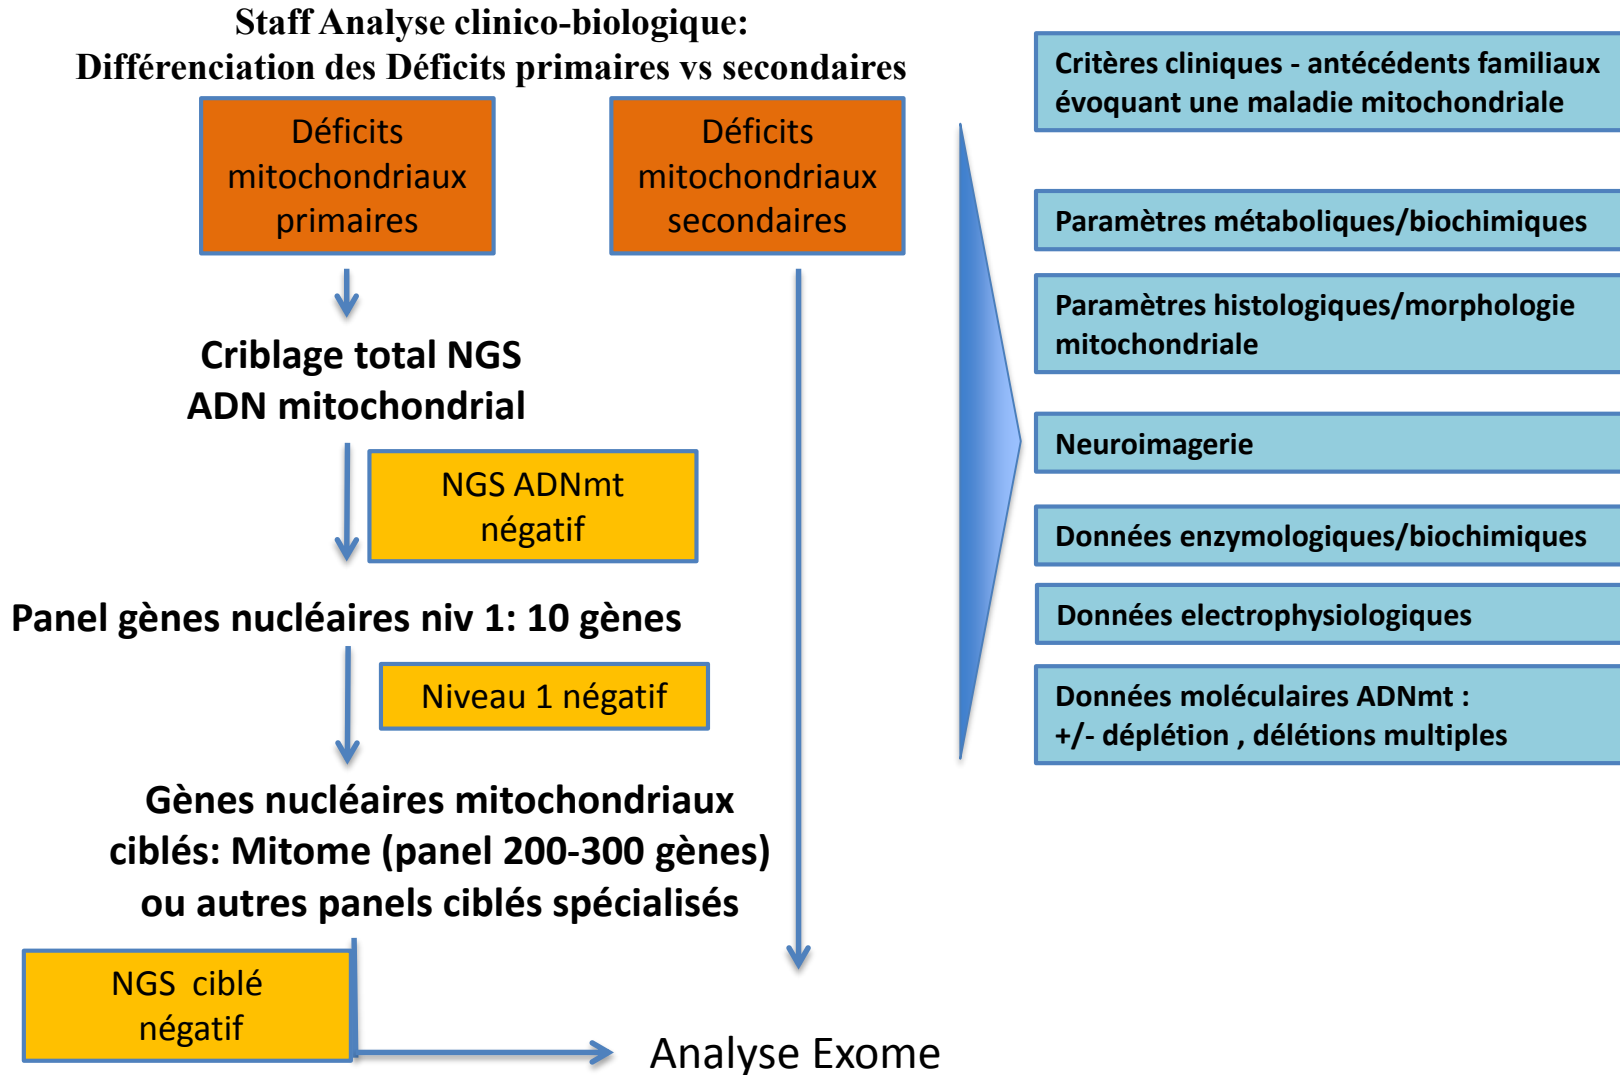 Staff Analyse clinico-biologique:
Différenciation des Déficits primaires vs secondaires
Déficits
mitochondriaux
primaires
Déficits
mitochondriaux
secondaires
Criblage total NGS
ADN mitochondrial
NGS ADNmt
négatif
Panel gènes nucléaires niv 1: 10 gènes
Niveau 1 négatif
Gènes nucléaires mitochondriaux
ciblés: Mitome (panel 200-300 gènes)
ou autres panels ciblés spécialisés
NGS ciblé
négatif
Analyse Exome
Critères cliniques - antécédents familiaux
évoquant une maladie mitochondriale
Paramètres métaboliques/biochimiques
Paramètres histologiques/morphologie
mitochondriale
Neuroimagerie
Données enzymologiques/biochimiques
Données electrophysiologiques
Données moléculaires ADNmt :
+/- déplétion , délétions multiples